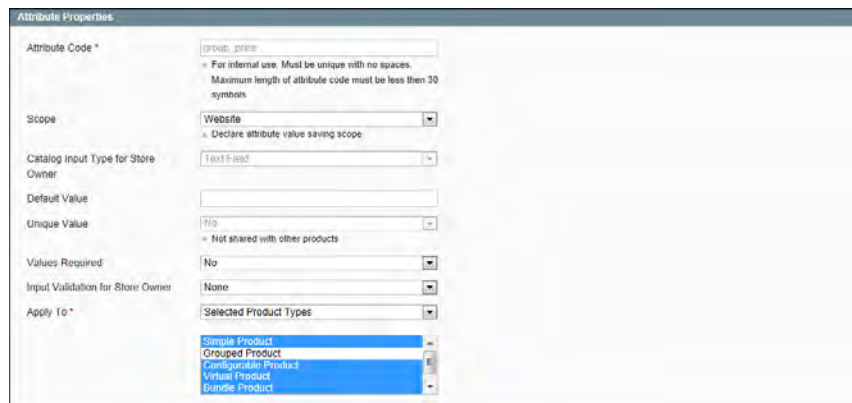 Attribute Properties
Attribute Code *
group_price
For internal use. Must be unique with no spaces.
Maximum length of attribute code must be less then 30
symbols
Scope
Website
Declare attribute value saving scope
Catalog Input Type for Store
Owner
Text Field
Default Value
Unique Value
No
Not shared with other products
Values Required
No
Input Validation for Store Owner
None
Apply To *
Selected Product Types
Simple Product
Grouped Product
Configurable Product
Virtual Product
Bundle Product